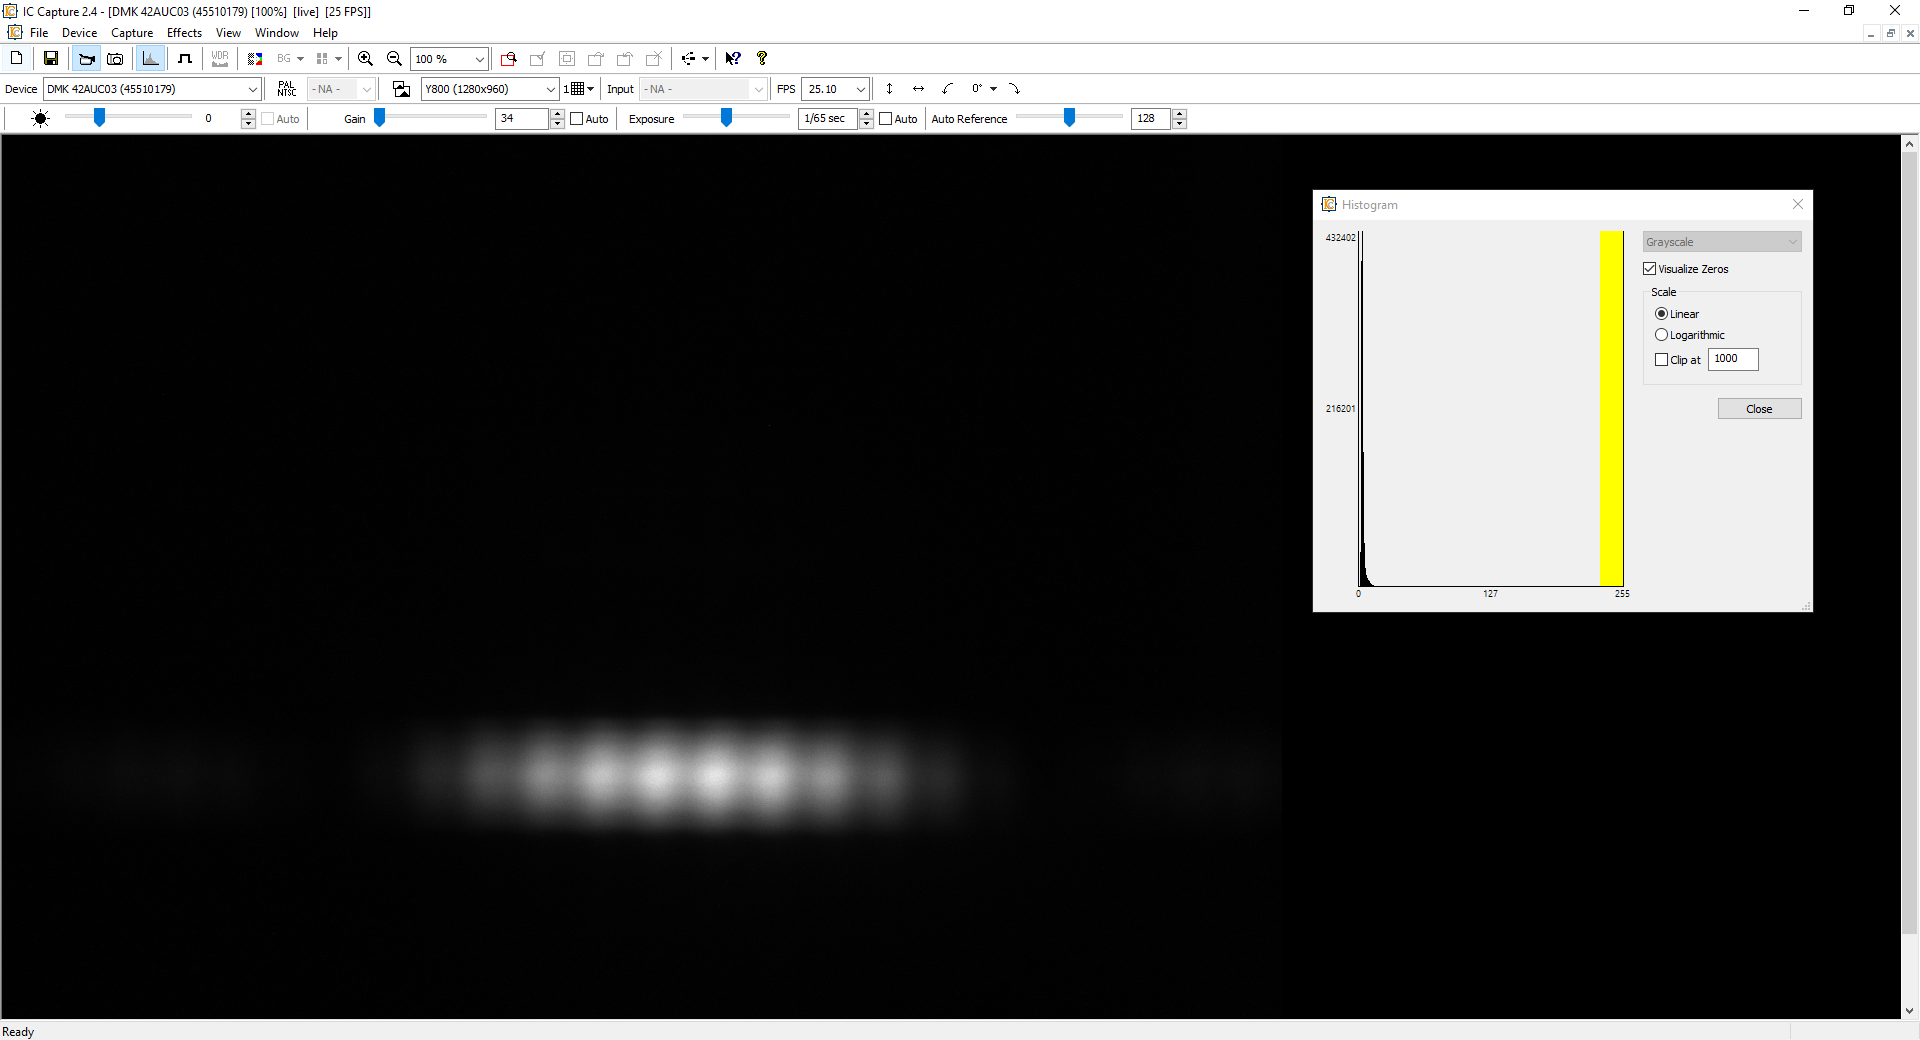 IC Capture 2.4 - [DMK 42AUC03 (45510179) [100%]  [live]  [25 FPS]]
File Device Capture Effects View Window Help
WDR BG 100 %
Device DMK 42AUC03 (45510179) PAL NTSC - NA - Y800 (1280x960) 1 Input - NA - FPS 25.10 0°
0 Auto Gain 34 Auto Exposure 1/65 sec Auto Auto Reference 128
Histogram
432402
216201
0 127 255
Grayscale
Visualize Zeros
Scale
Linear
Logarithmic
Clip at 1000
Close
Ready